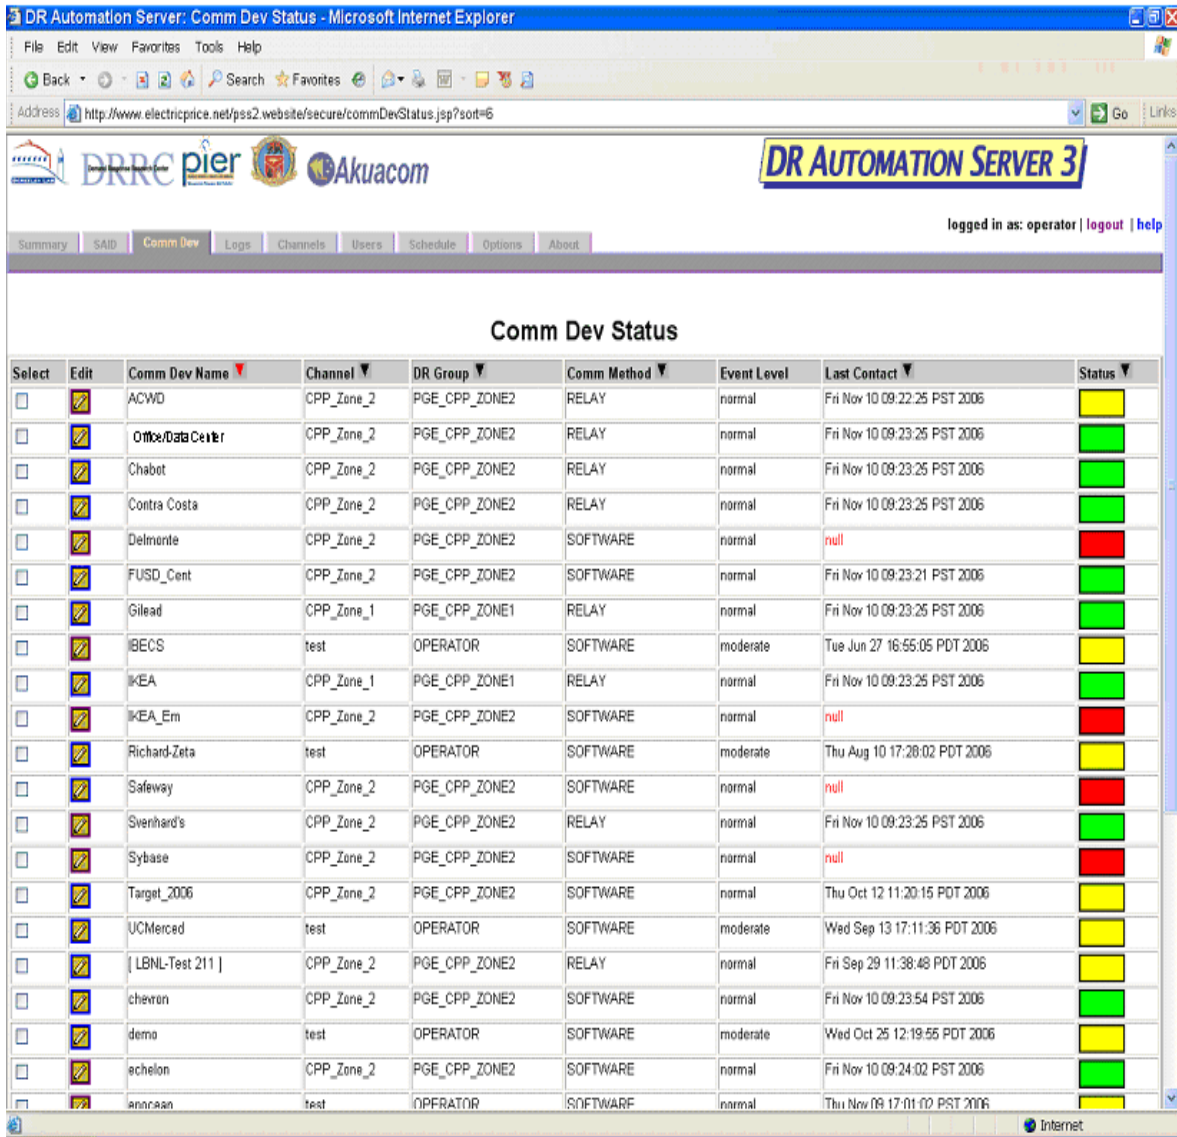 DR Automation Server: Comm Dev Status - Microsoft Internet Explorer
File Edit View Favorites Tools Help
Back Search Favorites
Address http://www.electricprice.net/pss2.website/secure/commDevStatus.jsp?sort=6 Go Links
DRRC pier Akuacom DR AUTOMATION SERVER 3
logged in as: operator | logout | help
Summary SAID Comm Dev Logs Channels Users Schedule Options About
Comm Dev Status
Select Edit Comm Dev Name Channel DR Group Comm Method Event Level Last Contact Status
ACWD CPP_Zone_2 PGE_CPP_ZONE2 RELAY normal Fri Nov 10 09:22:25 PST 2006
Office/DataCenter CPP_Zone_2 PGE_CPP_ZONE2 RELAY normal Fri Nov 10 09:23:25 PST 2006
Chabot CPP_Zone_2 PGE_CPP_ZONE2 RELAY normal Fri Nov 10 09:23:25 PST 2006
Contra Costa CPP_Zone_2 PGE_CPP_ZONE2 RELAY normal Fri Nov 10 09:23:25 PST 2006
Delmonte CPP_Zone_2 PGE_CPP_ZONE2 SOFTWARE normal null
FUSD_Cent CPP_Zone_2 PGE_CPP_ZONE2 SOFTWARE normal Fri Nov 10 09:23:21 PST 2006
Gilead CPP_Zone_1 PGE_CPP_ZONE1 RELAY normal Fri Nov 10 09:23:25 PST 2006
IBECS test OPERATOR SOFTWARE moderate Tue Jun 27 16:55:05 PDT 2006
IKEA CPP_Zone_1 PGE_CPP_ZONE1 RELAY normal Fri Nov 10 09:23:25 PST 2006
IKEA_Em CPP_Zone_2 PGE_CPP_ZONE2 SOFTWARE normal null
Richard-Zeta test OPERATOR SOFTWARE moderate Thu Aug 10 17:28:02 PDT 2006
Safeway CPP_Zone_2 PGE_CPP_ZONE2 SOFTWARE normal null
Svenhard's CPP_Zone_2 PGE_CPP_ZONE2 RELAY normal Fri Nov 10 09:23:25 PST 2006
Sybase CPP_Zone_2 PGE_CPP_ZONE2 SOFTWARE normal null
Target_2006 CPP_Zone_2 PGE_CPP_ZONE2 SOFTWARE normal Thu Oct 12 11:20:15 PDT 2006
UCMerced test OPERATOR SOFTWARE moderate Wed Sep 13 17:11:36 PDT 2006
[ LBNL-Test 211 ] CPP_Zone_2 PGE_CPP_ZONE2 RELAY normal Fri Sep 29 11:38:48 PDT 2006
chevron CPP_Zone_2 PGE_CPP_ZONE2 SOFTWARE normal Fri Nov 10 09:23:54 PST 2006
demo test OPERATOR SOFTWARE moderate Wed Oct 25 12:19:55 PDT 2006
echelon CPP_Zone_2 PGE_CPP_ZONE2 SOFTWARE normal Fri Nov 10 09:24:02 PST 2006
enocean test OPERATOR SOFTWARE normal Thu Nov 09 17:01:02 PST 2006
Internet